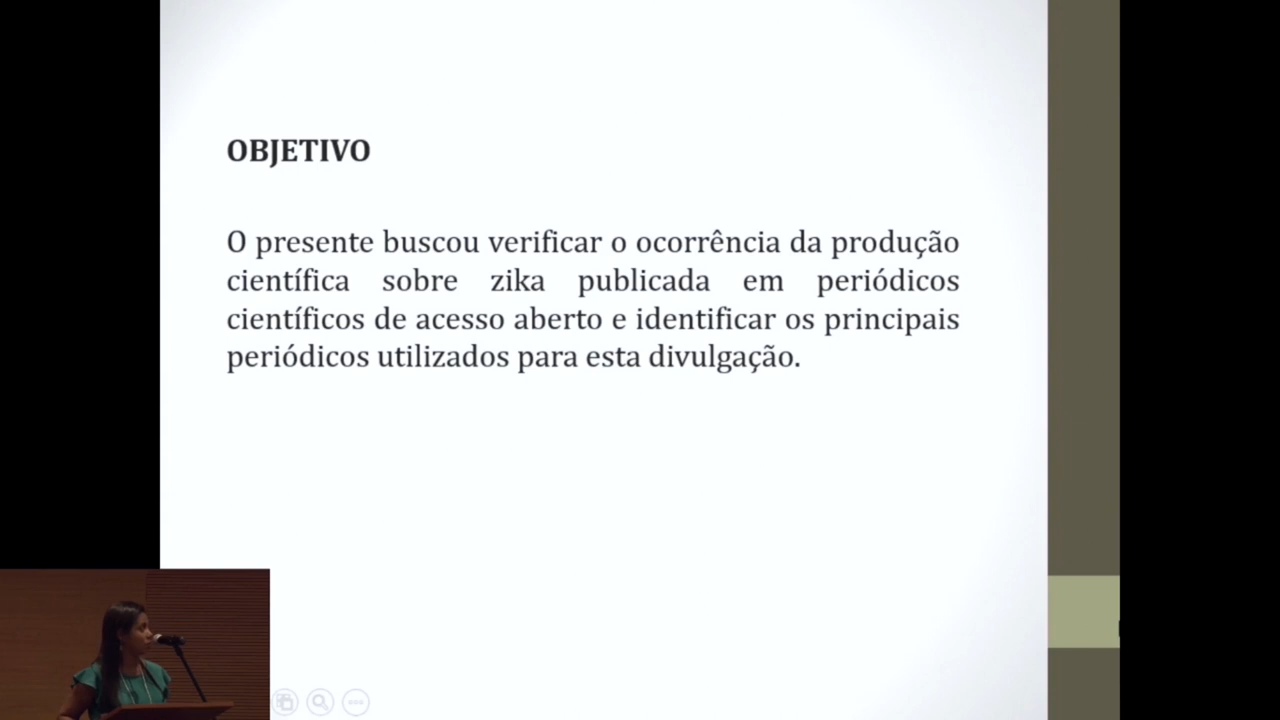 OBJETIVO
O presente buscou verificar o ocorrência da produção
científica sobre zika publicada em periódicos
científicos de acesso aberto e identificar os principais
periódicos utilizados para esta divulgação.